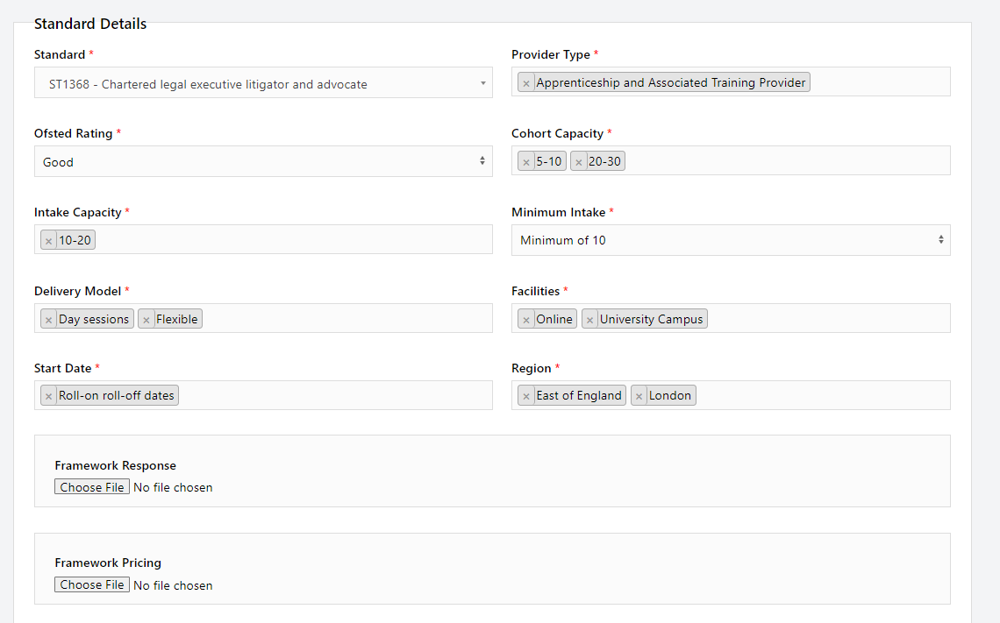 Standard Details
Standard *
Provider Type *
ST1368 - Chartered legal executive litigator and advocate
× Apprenticeship and Associated Training Provider
Ofsted Rating *
Cohort Capacity *
Good
× 5-10 × 20-30
Intake Capacity *
Minimum Intake *
× 10-20
Minimum of 10
Delivery Model *
Facilities *
× Day sessions × Flexible
× Online × University Campus
Start Date *
Region *
× Roll-on roll-off dates
× East of England × London
Framework Response
Choose File No file chosen
Framework Pricing
Choose File No file chosen